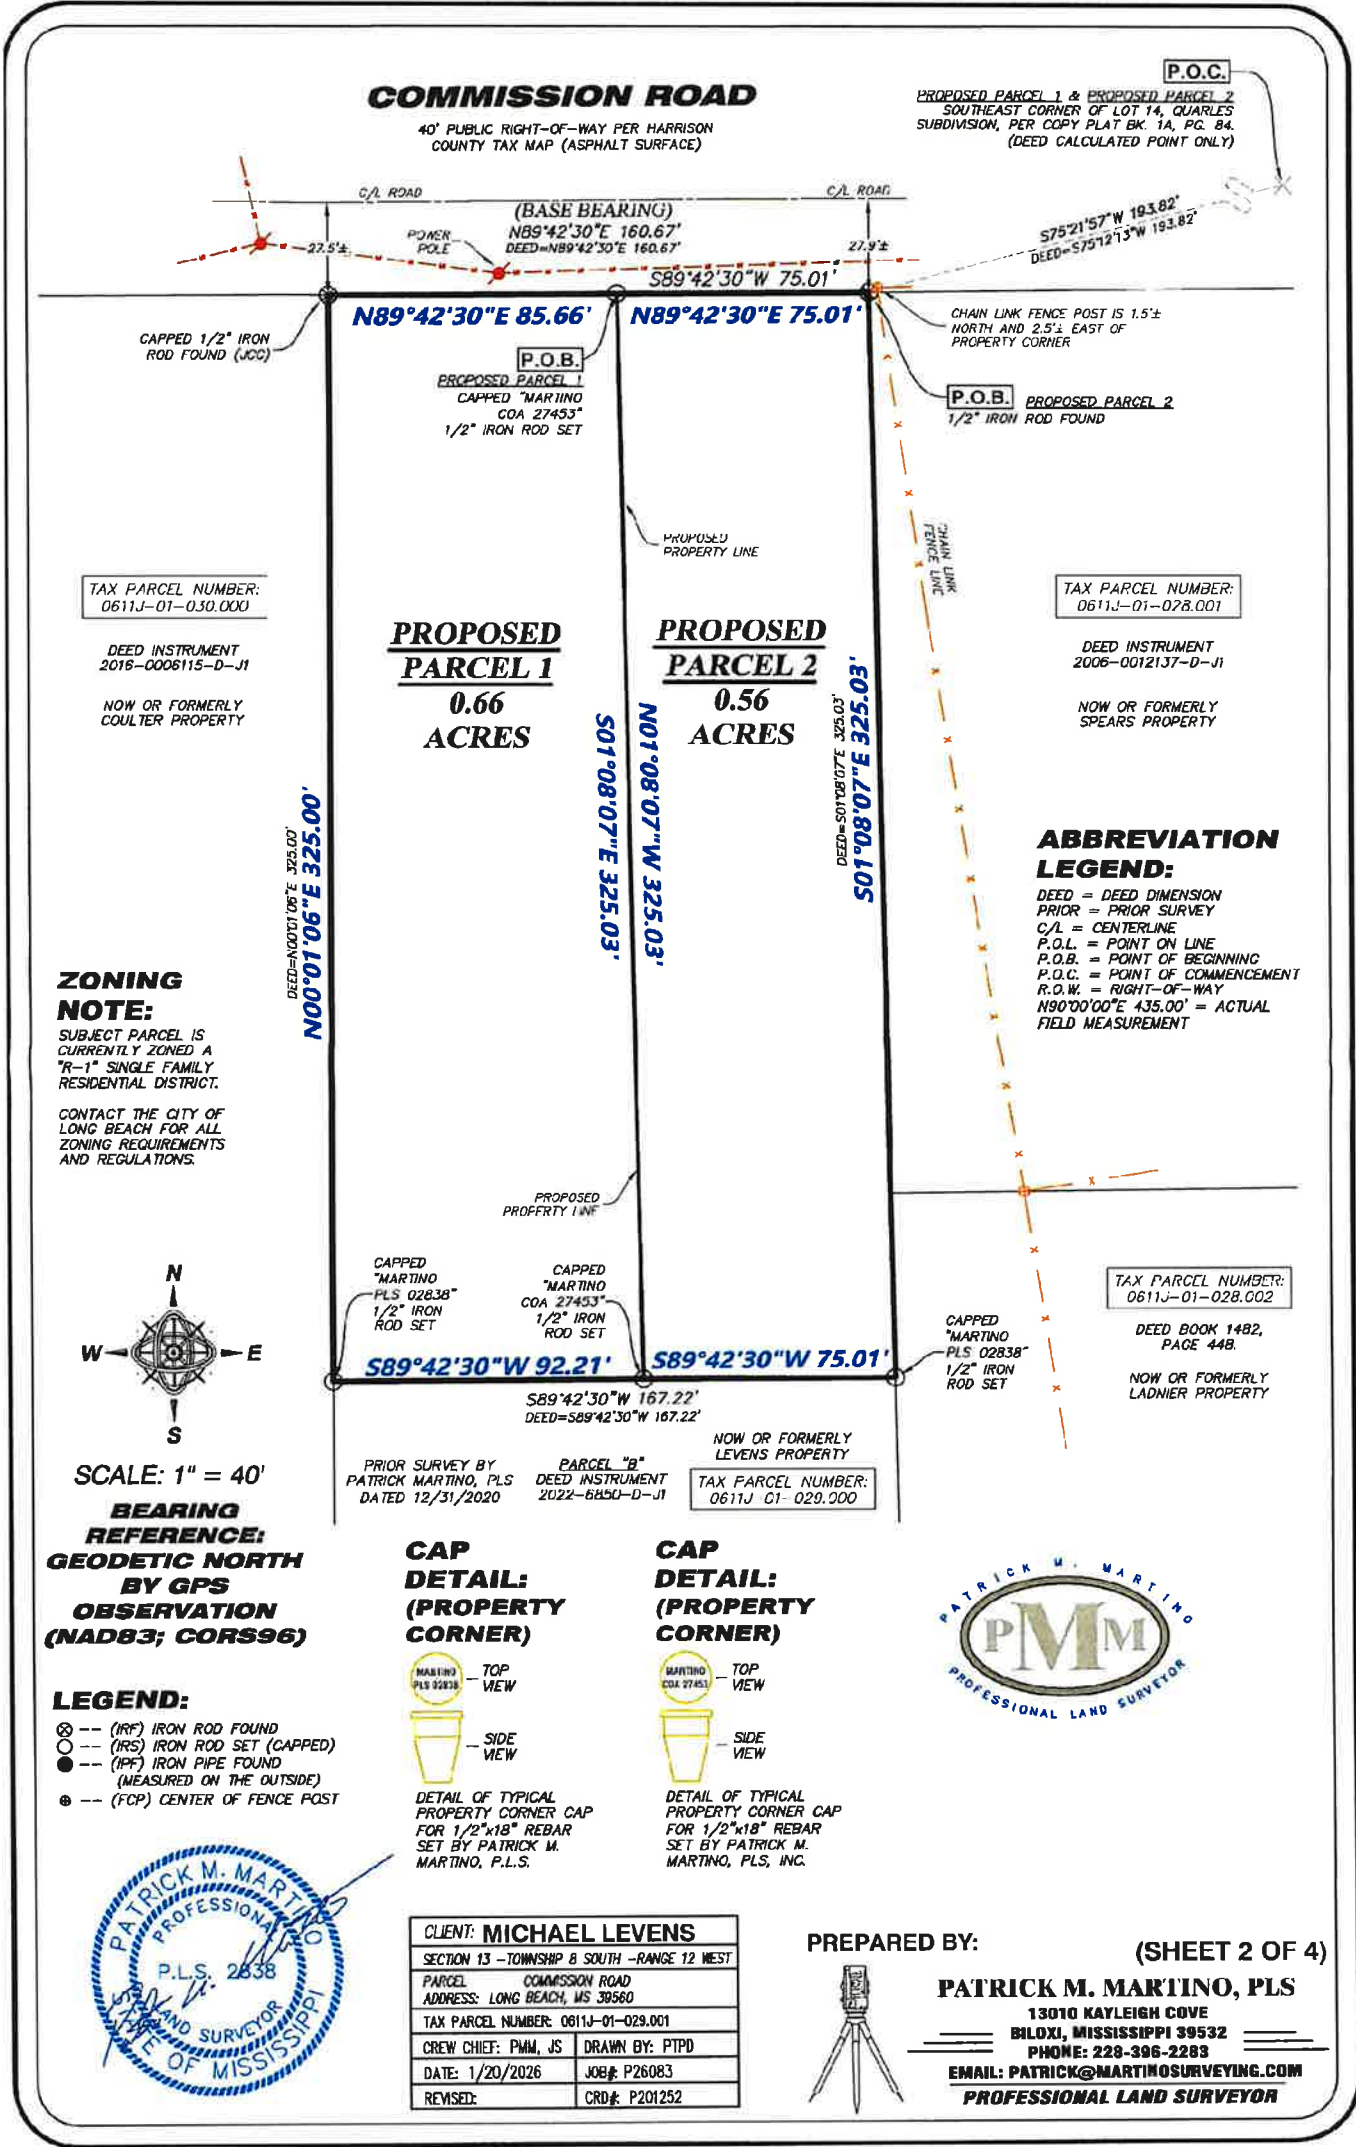 COMMISSION ROAD
40' PUBLIC RIGHT-OF-WAY PER HARRISON
COUNTY TAX MAP (ASPHALT SURFACE)
P.O.C.
PROPOSED PARCEL 1 & PROPOSED PARCEL 2
SOUTHEAST CORNER OF LOT 14, QUARLES
SUBDIVISION, PER COPY PLAT BK. 1A, PG. 84.
(DEED CALCULATED POINT ONLY)
C/L ROAD
C/L ROAD
(BASE BEARING)
N89°42'30"E 160.67'
DEED=N89°42'30"E 160.67'
POWER
POLE
27.5'±
27.9'±
S75°21'57"W 193.82'
DEED=S75°12'13"W 193.82'
S89°42'30"W 75.01'
N89°42'30"E 85.66'
N89°42'30"E 75.01'
CAPPED 1/2" IRON
ROD FOUND (JCC)
CHAIN LINK FENCE POST IS 1.5'±
NORTH AND 2.5'± EAST OF
PROPERTY CORNER
P.O.B.
PROPOSED PARCEL 1
CAPPED "MARTINO
COA 27453"
1/2" IRON ROD SET
P.O.B. PROPOSED PARCEL 2
1/2" IRON ROD FOUND
PROPOSED
PROPERTY LINE
CHAIN LINK
FENCE LINE
TAX PARCEL NUMBER:
0611J-01-030.000
DEED INSTRUMENT
2016-0006115-D-J1
NOW OR FORMERLY
COULTER PROPERTY
PROPOSED
PARCEL 1
0.66
ACRES
PROPOSED
PARCEL 2
0.56
ACRES
TAX PARCEL NUMBER:
0611J-01-028.001
DEED INSTRUMENT
2006-0012137-D-J1
NOW OR FORMERLY
SPEARS PROPERTY
DEED=N00°01'06"E 325.00'
N00°01'06"E 325.00'
S01°08'07"E 325.03'
N01°08'07"W 325.03'
DEED=S01°08'07"E 325.03'
S01°08'07"E 325.03'
ABBREVIATION
LEGEND:
DEED = DEED DIMENSION
PRIOR = PRIOR SURVEY
C/L = CENTERLINE
P.O.L. = POINT ON LINE
P.O.B. = POINT OF BEGINNING
P.O.C. = POINT OF COMMENCEMENT
R.O.W. = RIGHT-OF-WAY
N90°00'00"E 435.00' = ACTUAL
FIELD MEASUREMENT
ZONING
NOTE:
SUBJECT PARCEL IS
CURRENTLY ZONED A
"R-1" SINGLE FAMILY
RESIDENTIAL DISTRICT.
CONTACT THE CITY OF
LONG BEACH FOR ALL
ZONING REQUIREMENTS
AND REGULATIONS.
PROPOSED
PROPERTY LINE
CAPPED
"MARTINO
PLS 02838"
1/2" IRON
ROD SET
CAPPED
"MARTINO
COA 27453"
1/2" IRON
ROD SET
CAPPED
"MARTINO
PLS 02838"
1/2" IRON
ROD SET
TAX PARCEL NUMBER:
0611J-01-028.002
DEED BOOK 1482,
PAGE 448.
NOW OR FORMERLY
LADNIER PROPERTY
N
W E
S
S89°42'30"W 92.21'
S89°42'30"W 75.01'
S89°42'30"W 167.22'
DEED=S89°42'30"W 167.22'
NOW OR FORMERLY
LEVENS PROPERTY
TAX PARCEL NUMBER:
0611J-01-029.000
PRIOR SURVEY BY
PATRICK MARTINO, PLS
DATED 12/31/2020
PARCEL "B"
DEED INSTRUMENT
2022-6850-D-J1
SCALE: 1" = 40'
BEARING
REFERENCE:
GEODETIC NORTH
BY GPS
OBSERVATION
(NAD83; CORS96)
CAP
DETAIL:
(PROPERTY
CORNER)
MARTINO
PLS 02838
TOP
VIEW
SIDE
VIEW
DETAIL OF TYPICAL
PROPERTY CORNER CAP
FOR 1/2"x18" REBAR
SET BY PATRICK M.
MARTINO, P.L.S.
CAP
DETAIL:
(PROPERTY
CORNER)
MARTINO
COA 27453
TOP
VIEW
SIDE
VIEW
DETAIL OF TYPICAL
PROPERTY CORNER CAP
FOR 1/2"x18" REBAR
SET BY PATRICK M.
MARTINO, PLS, INC.
PATRICK M. MARTINO
PMM
PROFESSIONAL LAND SURVEYOR
LEGEND:
-- (IRF) IRON ROD FOUND
-- (IRS) IRON ROD SET (CAPPED)
-- (IPF) IRON PIPE FOUND
(MEASURED ON THE OUTSIDE)
-- (FCP) CENTER OF FENCE POST
PATRICK M. MARTINO
PROFESSIONAL
P.L.S. 2838
LAND SURVEYOR
STATE OF MISSISSIPPI
CLIENT: MICHAEL LEVENS
SECTION 13 -TOWNSHIP 8 SOUTH -RANGE 12 WEST
PARCEL COMMISSION ROAD
ADDRESS: LONG BEACH, MS 39560
TAX PARCEL NUMBER: 0611J-01-029.001
CREW CHIEF: PMM, JS DRAWN BY: PTPD
DATE: 1/20/2026 JOB#: P26083
REVISED: CRD#: P201252
PREPARED BY:
(SHEET 2 OF 4)
PATRICK M. MARTINO, PLS
13010 KAYLEIGH COVE
BILOXI, MISSISSIPPI 39532
PHONE: 228-396-2283
EMAIL: PATRICK@MARTINOSURVEYING.COM
PROFESSIONAL LAND SURVEYOR